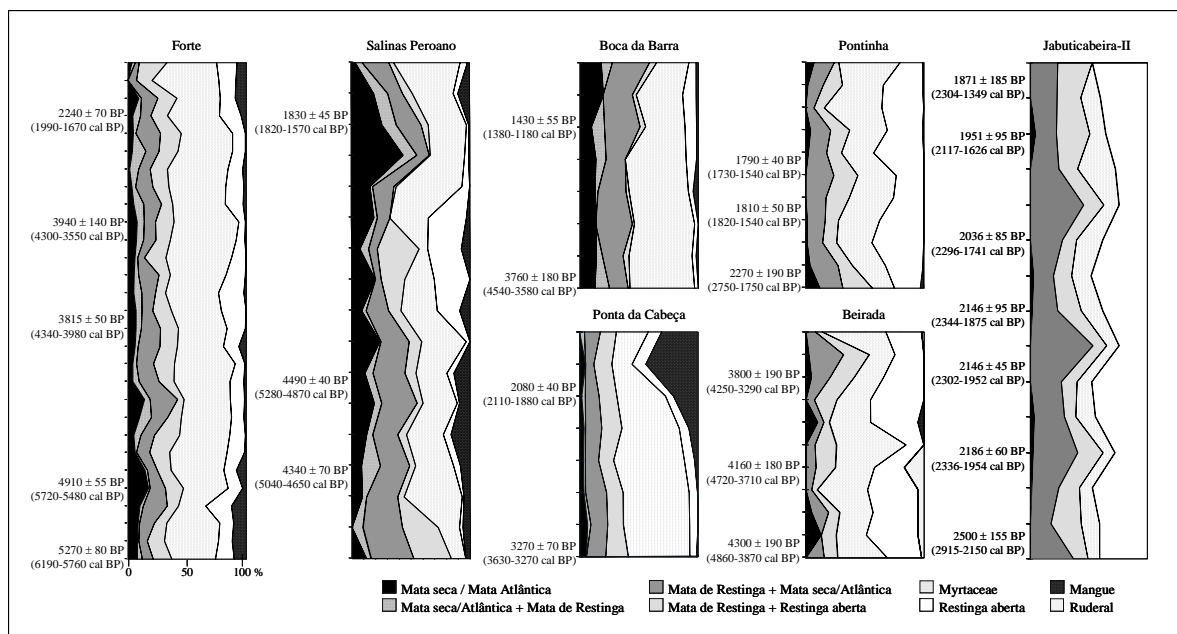 Forte
Salinas Peroano
Boca da Barra
Pontinha
Jabuticabeira-II
2240 ± 70 BP
(1990-1670 cal BP)
3940 ± 140 BP
(4300-3550 cal BP)
3815 ± 50 BP
(4340-3980 cal BP)
4910 ± 55 BP
(5720-5480 cal BP)
5270 ± 80 BP
(6190-5760 cal BP)
0 50 100 %
1830 ± 45 BP
(1820-1570 cal BP)
4490 ± 40 BP
(5280-4870 cal BP)
4340 ± 70 BP
(5040-4650 cal BP)
1430 ± 55 BP
(1380-1180 cal BP)
3760 ± 180 BP
(4540-3580 cal BP)
Ponta da Cabeça
2080 ± 40 BP
(2110-1880 cal BP)
3270 ± 70 BP
(3630-3270 cal BP)
1790 ± 40 BP
(1730-1540 cal BP)
1810 ± 50 BP
(1820-1540 cal BP)
2270 ± 190 BP
(2750-1750 cal BP)
Beirada
3800 ± 190 BP
(4250-3290 cal BP)
4160 ± 180 BP
(4720-3710 cal BP)
4300 ± 190 BP
(4860-3870 cal BP)
1871 ± 185 BP
(2304-1349 cal BP)
1951 ± 95 BP
(2117-1626 cal BP)
2036 ± 85 BP
(2296-1741 cal BP)
2146 ± 95 BP
(2344-1875 cal BP)
2146 ± 45 BP
(2302-1952 cal BP)
2186 ± 60 BP
(2336-1954 cal BP)
2500 ± 155 BP
(2915-2150 cal BP)
Mata seca / Mata Atlântica
Mata seca/Atlântica + Mata de Restinga
Mata de Restinga + Mata seca/Atlântica
Mata de Restinga + Restinga aberta
Myrtaceae
Restinga aberta
Mangue
Ruderal